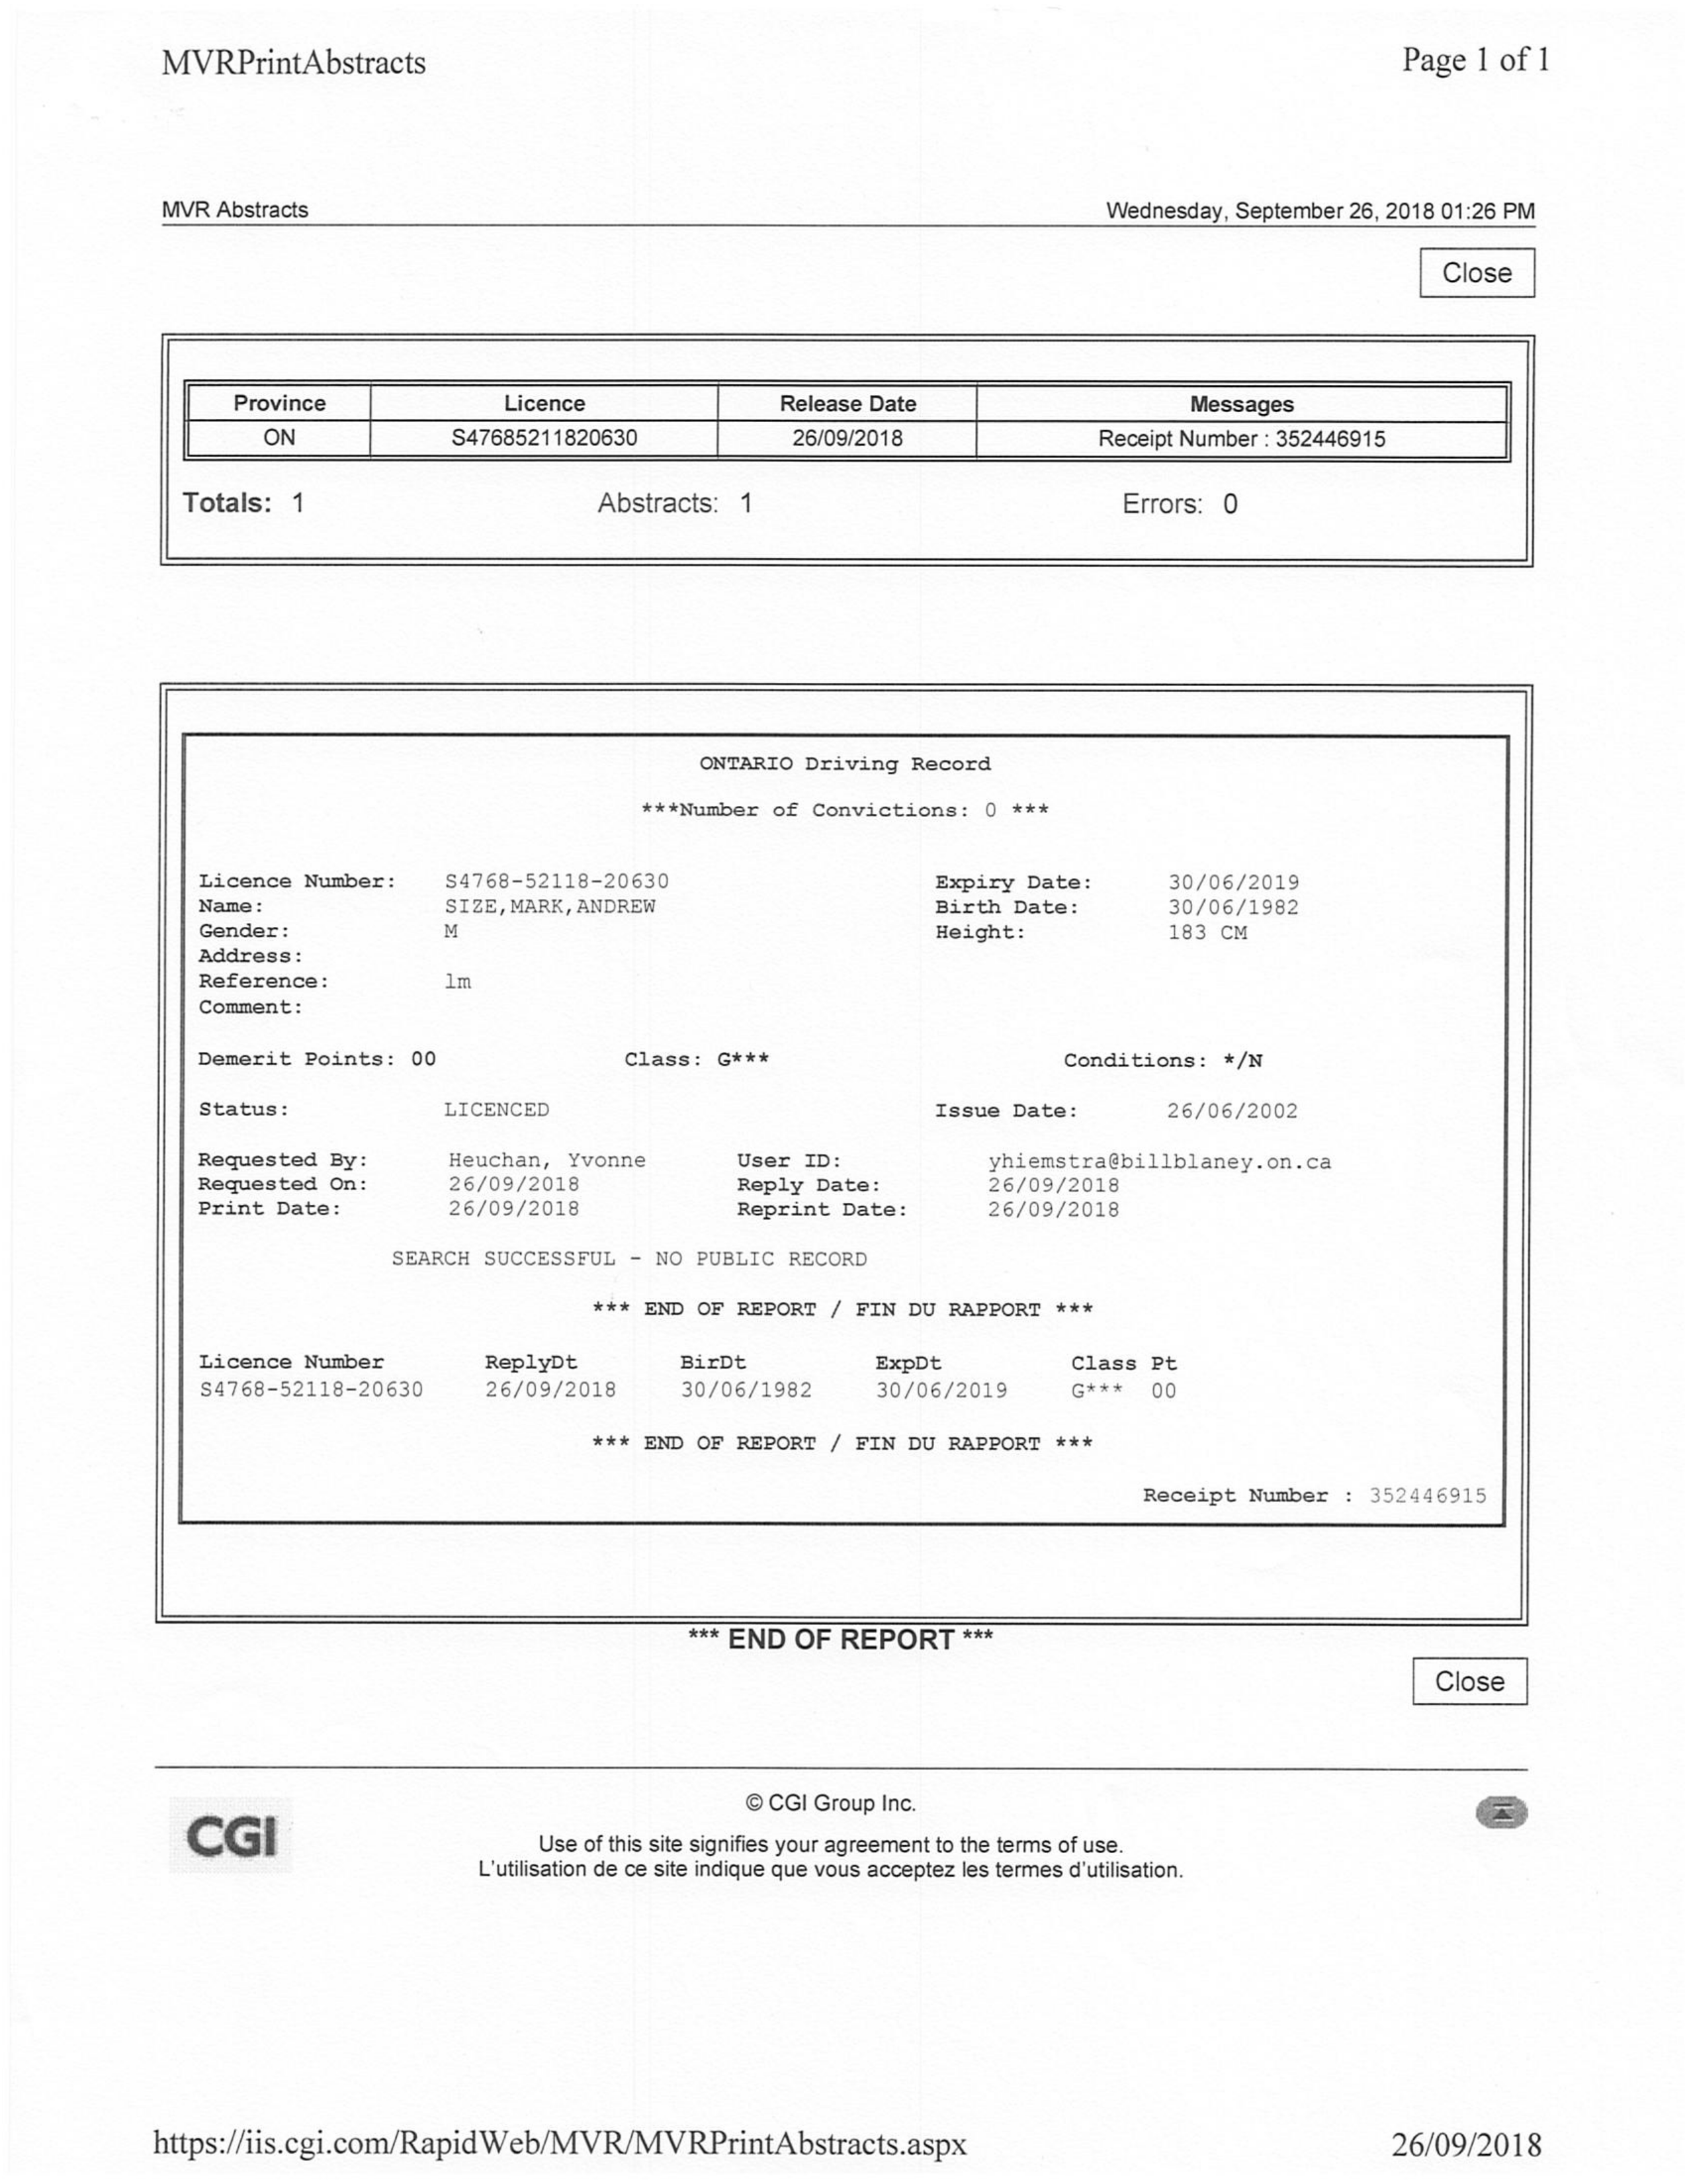 MVRPrintAbstracts Page 1 of 1
MVR Abstracts Wednesday, September 26, 2018 01:26 PM
Close
Province Licence Release Date Messages
ON S47685211820630 26/09/2018 Receipt Number : 352446915
Totals: 1 Abstracts: 1 Errors: 0
ONTARIO Driving Record
***Number of Convictions: 0 ***
Licence Number: S4768-52118-20630 Expiry Date: 30/06/2019
Name: SIZE,MARK,ANDREW Birth Date: 30/06/1982
Gender: M Height: 183 CM
Address:
Reference: lm
Comment:
Demerit Points: 00 Class: G*** Conditions: */N
Status: LICENCED Issue Date: 26/06/2002
Requested By: Heuchan, Yvonne User ID: yhiemstra@billblaney.on.ca
Requested On: 26/09/2018 Reply Date: 26/09/2018
Print Date: 26/09/2018 Reprint Date: 26/09/2018
SEARCH SUCCESSFUL - NO PUBLIC RECORD
*** END OF REPORT / FIN DU RAPPORT ***
Licence Number ReplyDt BirDt ExpDt Class Pt
S4768-52118-20630 26/09/2018 30/06/1982 30/06/2019 G*** 00
*** END OF REPORT / FIN DU RAPPORT ***
Receipt Number : 352446915
*** END OF REPORT ***
Close
CGI
© CGI Group Inc.
Use of this site signifies your agreement to the terms of use.
L'utilisation de ce site indique que vous acceptez les termes d'utilisation.
https://iis.cgi.com/RapidWeb/MVR/MVRPrintAbstracts.aspx 26/09/2018